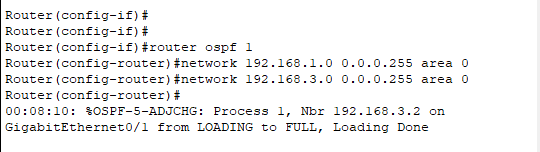 Router(config-if)#
Router(config-if)#
Router(config-if)#router ospf 1
Router(config-router)#network 192.168.1.0 0.0.0.255 area 0
Router(config-router)#network 192.168.3.0 0.0.0.255 area 0
Router(config-router)#
00:08:10: %OSPF-5-ADJCHG: Process 1, Nbr 192.168.3.2 on
GigabitEthernet0/1 from LOADING to FULL, Loading Done